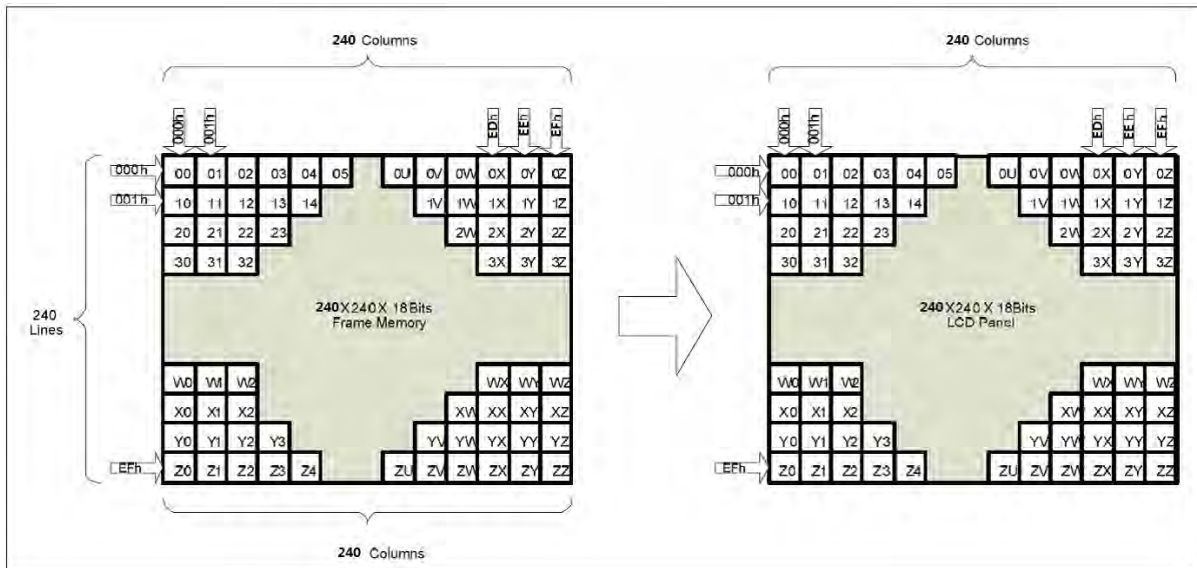 240 Columns 240 Columns
000h 001h EDh EEh EFh 000h 001h EDh EEh EFh
000h 00 01 02 03 04 05 0U 0V 0W 0X 0Y 0Z 000h 00 01 02 03 04 05 0U 0V 0W 0X 0Y 0Z
001h 10 11 12 13 14 1V 1W 1X 1Y 1Z 001h 10 11 12 13 14 1V 1W 1X 1Y 1Z
20 21 22 23 2W 2X 2Y 2Z 20 21 22 23 2W 2X 2Y 2Z
30 31 32 3X 3Y 3Z 30 31 32 3X 3Y 3Z
240 Lines
240X240X 18Bits
Frame Memory
240X240 X 18Bits
LCD Panel
W0 W1 W2 WX WY WZ W0 W1 W2 WX WY WZ
X0 X1 X2 XW XX XY XZ X0 X1 X2 XW XX XY XZ
Y0 Y1 Y2 Y3 YV YW YX YY YZ Y0 Y1 Y2 Y3 YV YW YX YY YZ
EFh Z0 Z1 Z2 Z3 Z4 ZU ZV ZW ZX ZY ZZ EFh Z0 Z1 Z2 Z3 Z4 ZU ZV ZW ZX ZY ZZ
240 Columns